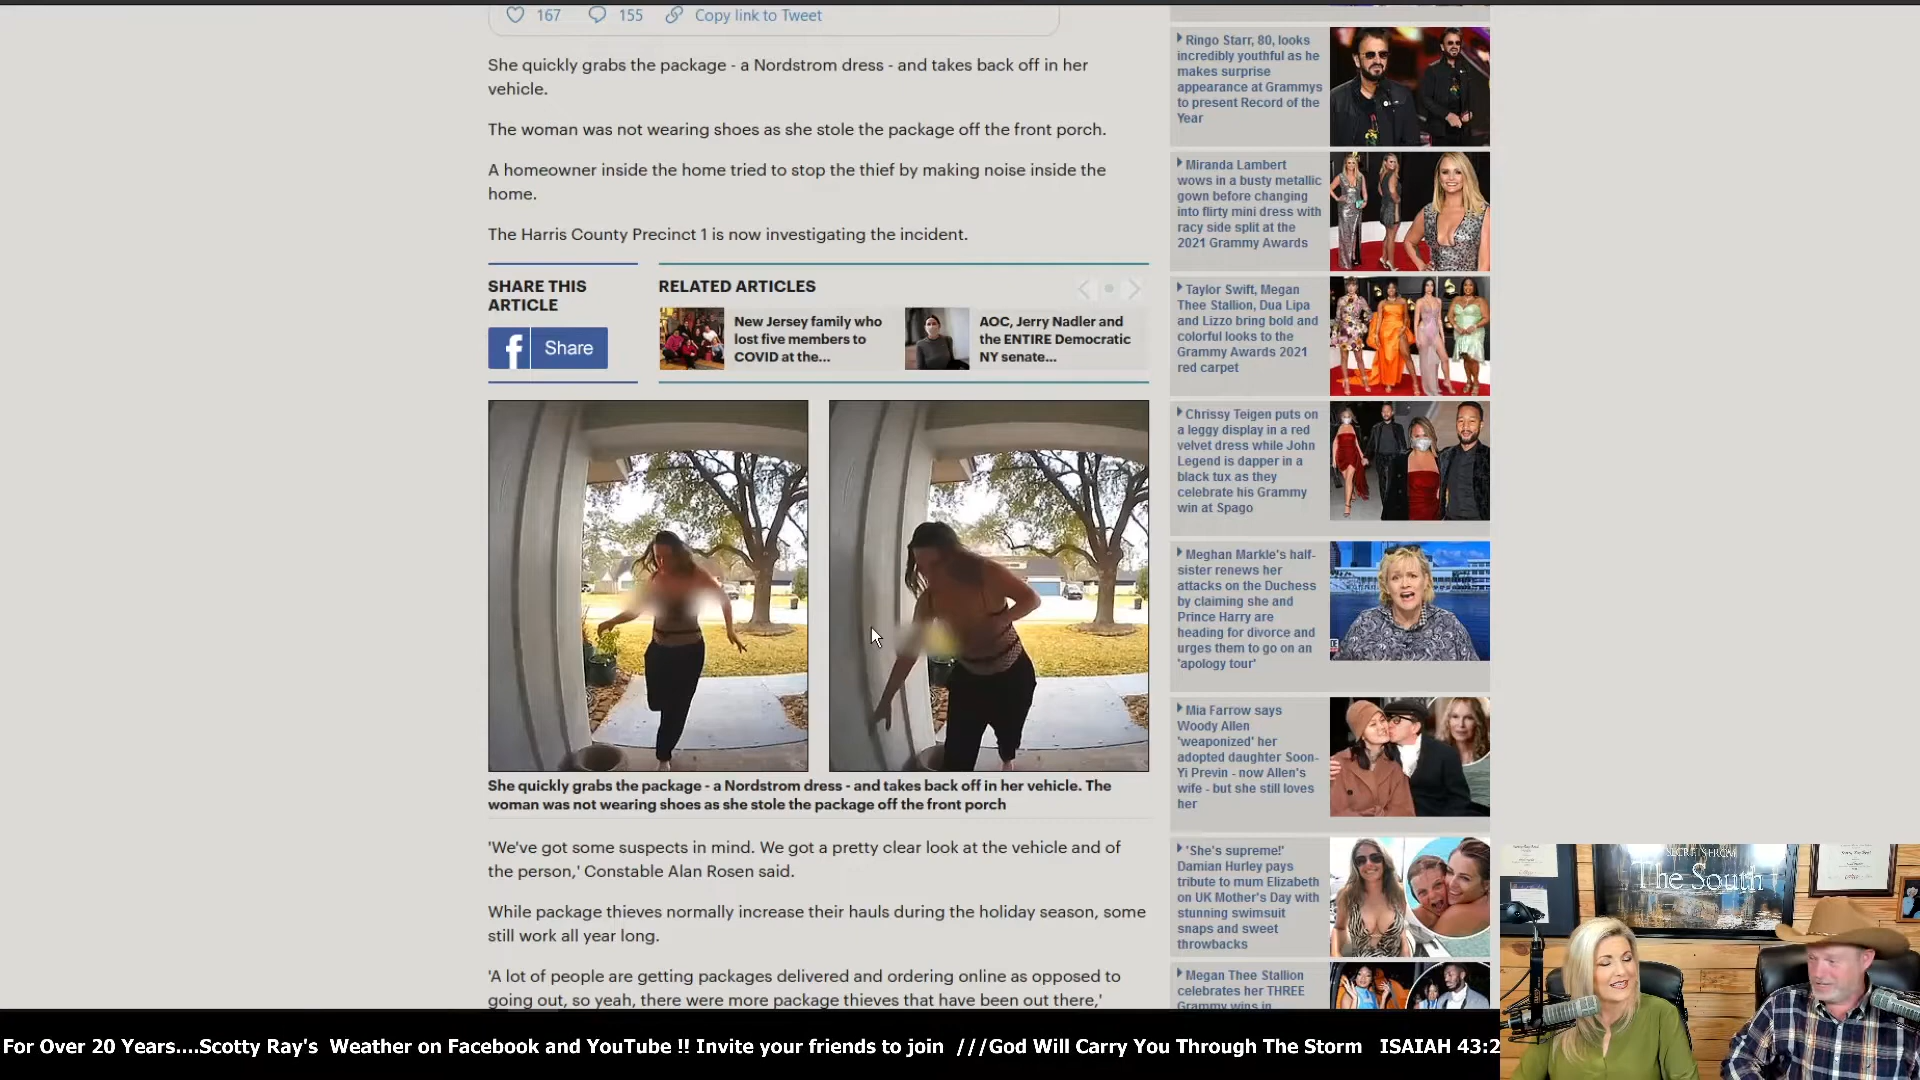 167 155 Copy link to Tweet
She quickly grabs the package - a Nordstrom dress - and takes back off in her
vehicle.
The woman was not wearing shoes as she stole the package off the front porch.
A homeowner inside the home tried to stop the thief by making noise inside the
home.
The Harris County Precinct 1 is now investigating the incident.
SHARE THIS
ARTICLE
f Share
RELATED ARTICLES
New Jersey family who
lost five members to
COVID at the...
AOC, Jerry Nadler and
the ENTIRE Democratic
NY senate...
She quickly grabs the package - a Nordstrom dress - and takes back off in her vehicle. The
woman was not wearing shoes as she stole the package off the front porch
'We've got some suspects in mind. We got a pretty clear look at the vehicle and of
the person,' Constable Alan Rosen said.
While package thieves normally increase their hauls during the holiday season, some
still work all year long.
'A lot of people are getting packages delivered and ordering online as opposed to
going out, so yeah, there were more package thieves that have been out there,'
Ringo Starr, 80, looks
incredibly youthful as he
makes surprise
appearance at Grammys
to present Record of the
Year
Miranda Lambert
wows in a busty metallic
gown before changing
into flirty mini dress with
racy side split at the
2021 Grammy Awards
Taylor Swift, Megan
Thee Stallion, Dua Lipa
and Lizzo bring bold and
colorful looks to the
Grammy Awards 2021
red carpet
Chrissy Teigen puts on
a leggy display in a red
velvet dress while John
Legend is dapper in a
black tux as they
celebrate his Grammy
win at Spago
Meghan Markle's half-
sister renews her
attacks on the Duchess
by claiming she and
Prince Harry are
heading for divorce and
urges them to go on an
'apology tour'
Mia Farrow says
Woody Allen
'weaponized' her
adopted daughter Soon-
Yi Previn - now Allen's
wife - but she still loves
her
'She's supreme!'
Damian Hurley pays
tribute to mum Elizabeth
on UK Mother's Day with
stunning swimsuit
snaps and sweet
throwbacks
Megan Thee Stallion
celebrates her THREE
Grammy wins in
The South
For Over 20 Years....Scotty Ray's Weather on Facebook and YouTube !! Invite your friends to join ///God Will Carry You Through The Storm ISAIAH 43:2